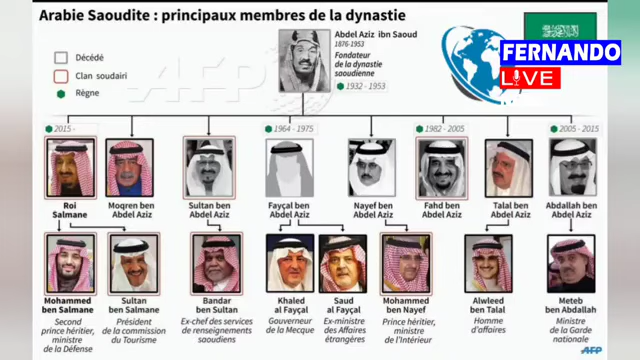 Arabie Saoudite : principaux membres de la dynastie
Abdel Aziz ibn Saoud
1876-1953
Fondateur
de la dynastie
saoudienne
1932 - 1953
Décédé
Clan soudairi
Règne
AFP
FERNANDO
LIVE
2015 -
1964 - 1975
1982 - 2005
2005 - 2015
Roi
Salmane
Moqren ben
Abdel Aziz
Sultan ben
Abdel Aziz
Fayçal ben
Abdel Aziz
Nayef ben
Abdel Aziz
Fahd ben
Abdel Aziz
Talal ben
Abdel Aziz
Abdallah ben
Abdel Aziz
Mohammed
ben Salmane
Second
prince héritier,
ministre de la Défense
Sultan
ben Salmane
Président
de la commission
du Tourisme
Bandar
ben Sultan
Ex-chef des services
de renseignements
saoudiens
Khaled
al Fayçal
Gouverneur
de la Mecque
Saud
al Fayçal
Ex-ministre
des Affaires
étrangères
Mohammed
ben Nayef
Prince héritier,
ministre de
l'Intérieur
Alweed
ben Talal
Homme
d'affaires
Meteb
ben Abdallah
Ministre
de la Garde
nationale
AFP